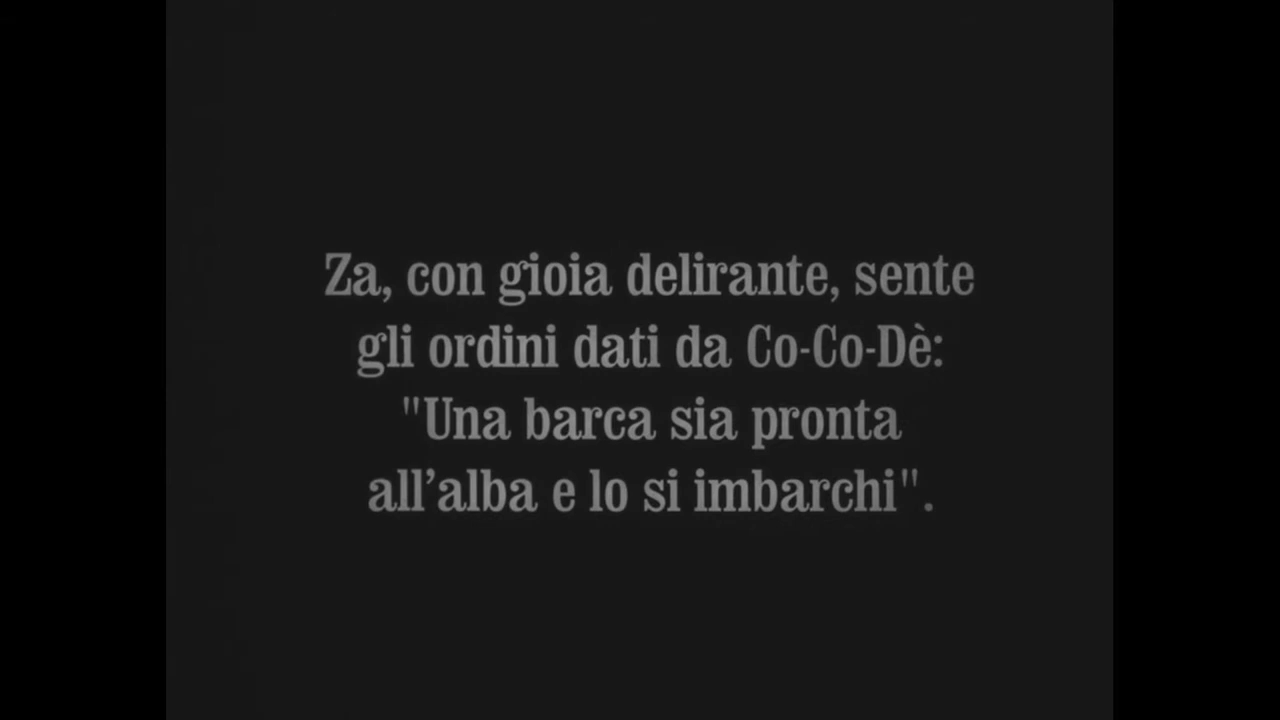 Za, con gioia delirante, sente
gli ordini dati da Co-Co-Dè:
"Una barca sia pronta
all’alba e lo si imbarchi".